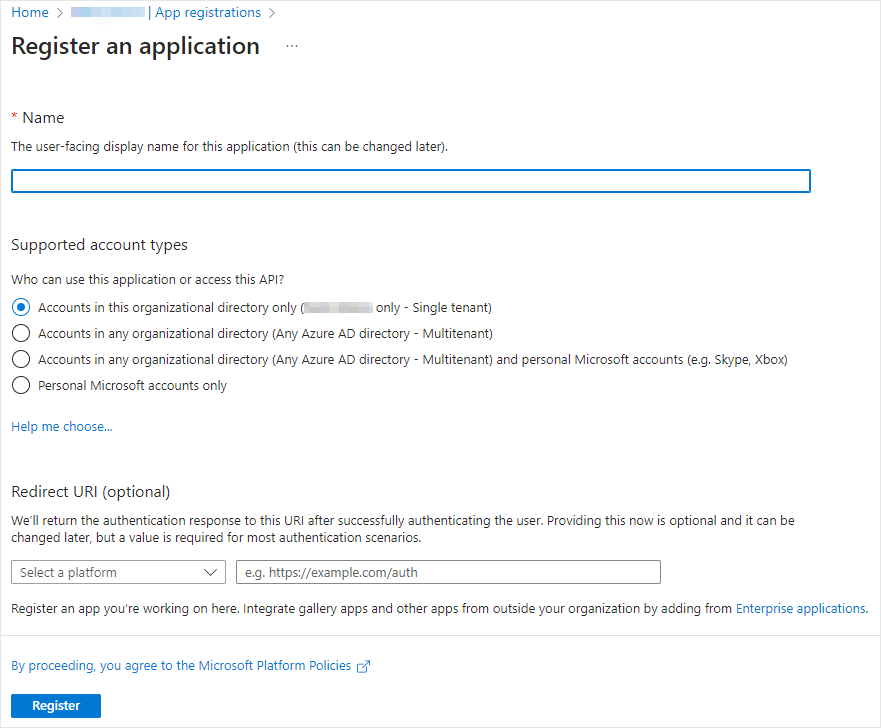 Home > | App registrations >
Register an application ...
* Name
The user-facing display name for this application (this can be changed later).
Supported account types
Who can use this application or access this API?
Accounts in this organizational directory only ( only - Single tenant)
Accounts in any organizational directory (Any Azure AD directory - Multitenant)
Accounts in any organizational directory (Any Azure AD directory - Multitenant) and personal Microsoft accounts (e.g. Skype, Xbox)
Personal Microsoft accounts only
Help me choose...
Redirect URI (optional)
We'll return the authentication response to this URI after successfully authenticating the user. Providing this now is optional and it can be
changed later, but a value is required for most authentication scenarios.
Select a platform e.g. https://example.com/auth
Register an app you're working on here. Integrate gallery apps and other apps from outside your organization by adding from Enterprise applications.
By proceeding, you agree to the Microsoft Platform Policies
Register